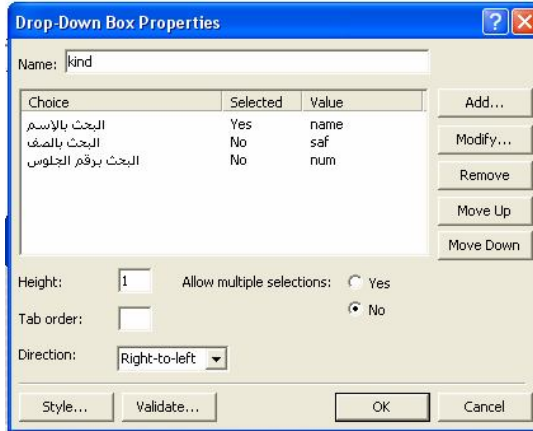 Drop-Down Box Properties
Name: kind
Choice Selected Value
البحث بالإسم Yes name
البحث بالصف No saf
البحث برقم الجلوس No num
Add...
Modify...
Remove
Move Up
Move Down
Height: 1 Allow multiple selections: Yes
No
Tab order:
Direction: Right-to-left
Style... Validate... OK Cancel